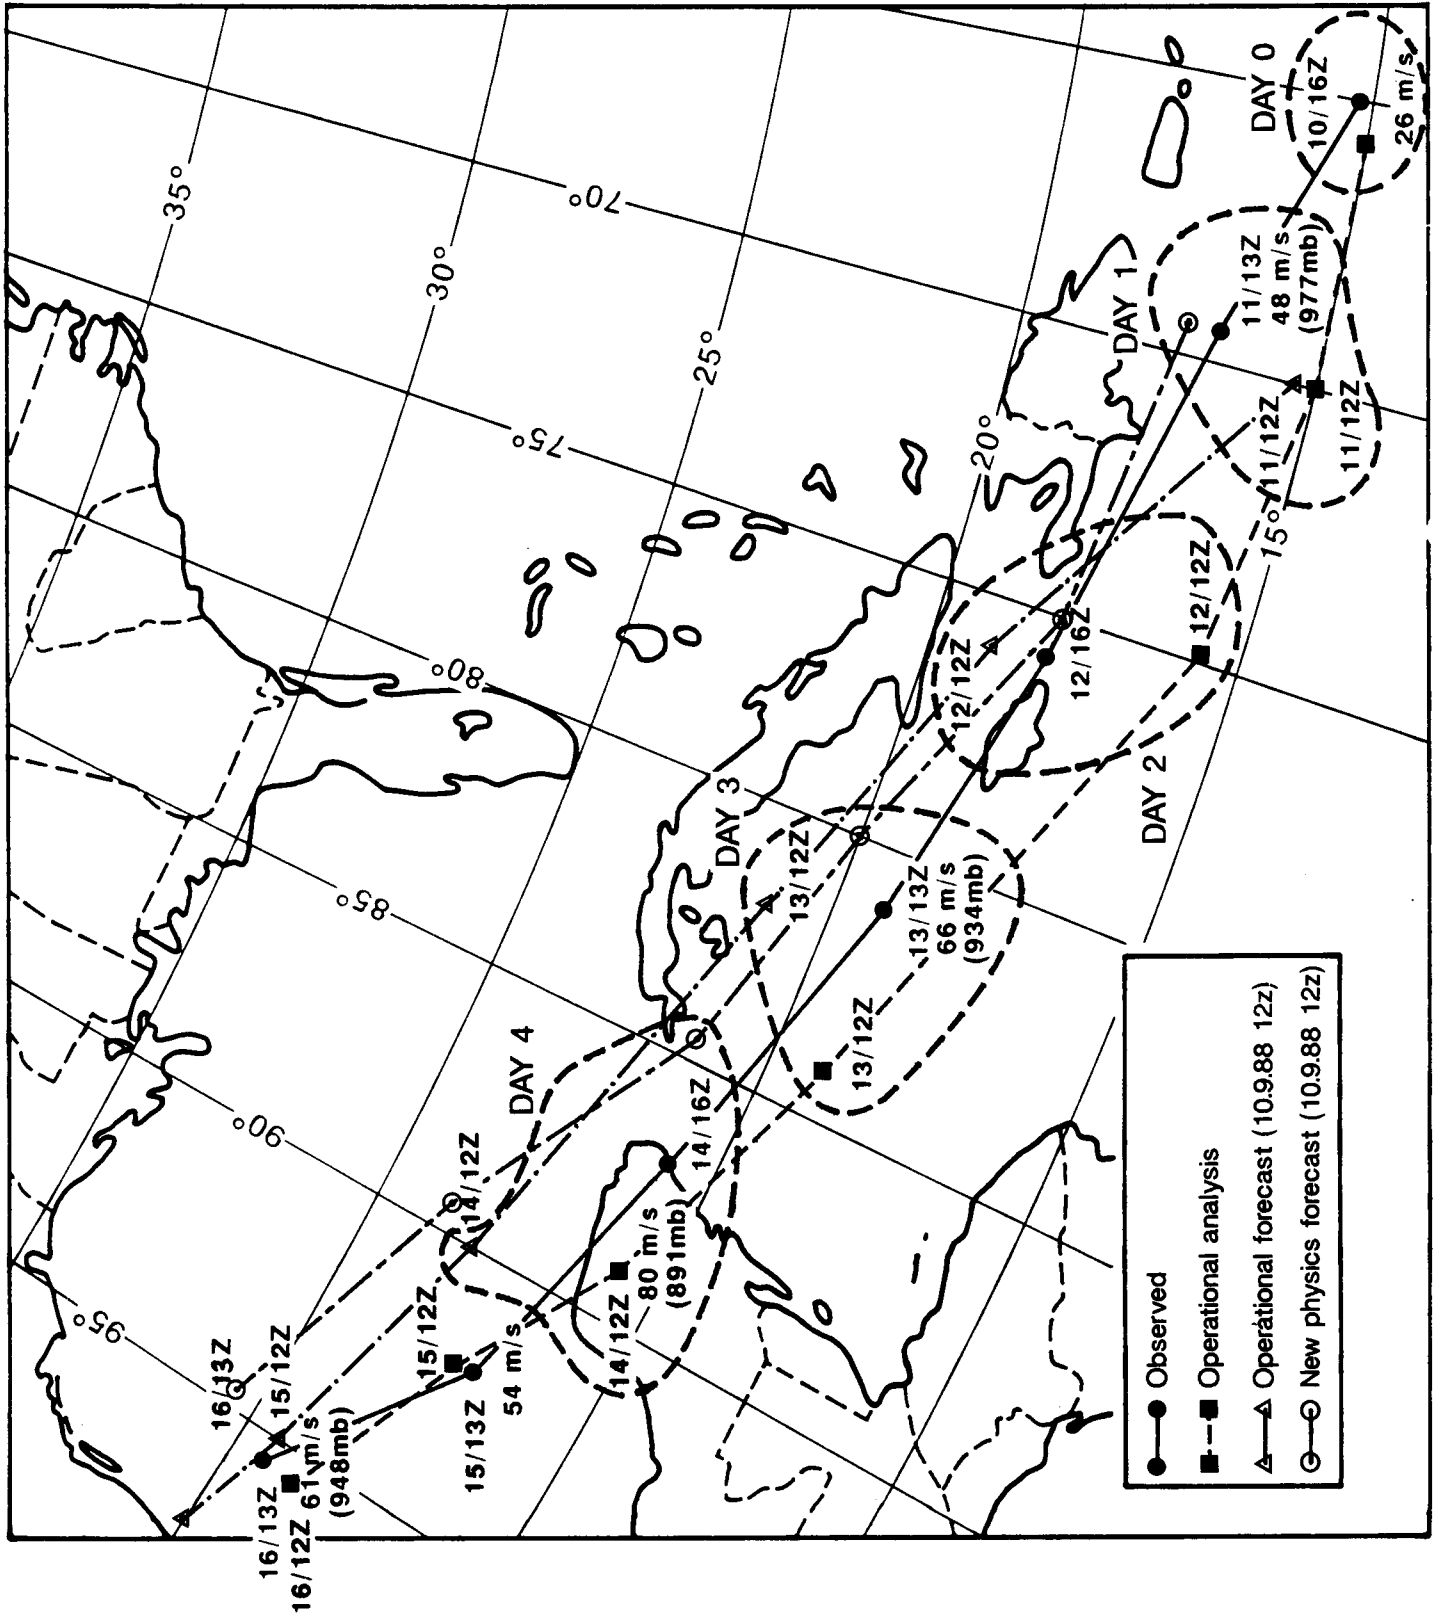 35°
30°
25°
20°
15°
70°
75°
80°
85°
90°
95°
DAY 0
10/16Z
26 m/s
DAY 1
11/13Z
48 m/s
(977mb)
11/12Z
11/12Z
DAY 2
12/12Z
12/16Z
12/12Z
DAY 3
13/12Z
13/13Z
66 m/s
(934mb)
13/12Z
DAY 4
14/12Z
14/16Z
80 m/s
(891mb)
14/12Z
15/12Z
54 m/s
15/13Z
15/12Z
16/13Z
61 m/s
(948mb)
16/13Z
16/12Z
Observed
Operational analysis
Operational forecast (10.9.88 12z)
New physics forecast (10.9.88 12z)